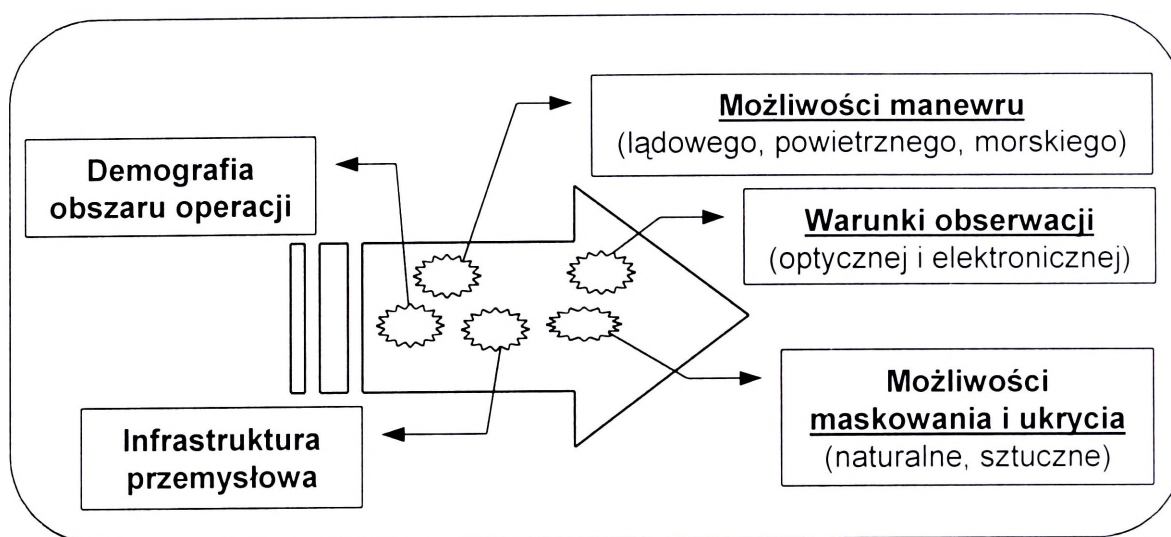 Możliwości manewru
(lądowego, powietrznego, morskiego)
Demografia
obszaru operacji
Warunki obserwacji
(optycznej i elektronicznej)
Możliwości
maskowania i ukrycia
(naturalne, sztuczne)
Infrastruktura
przemysłowa